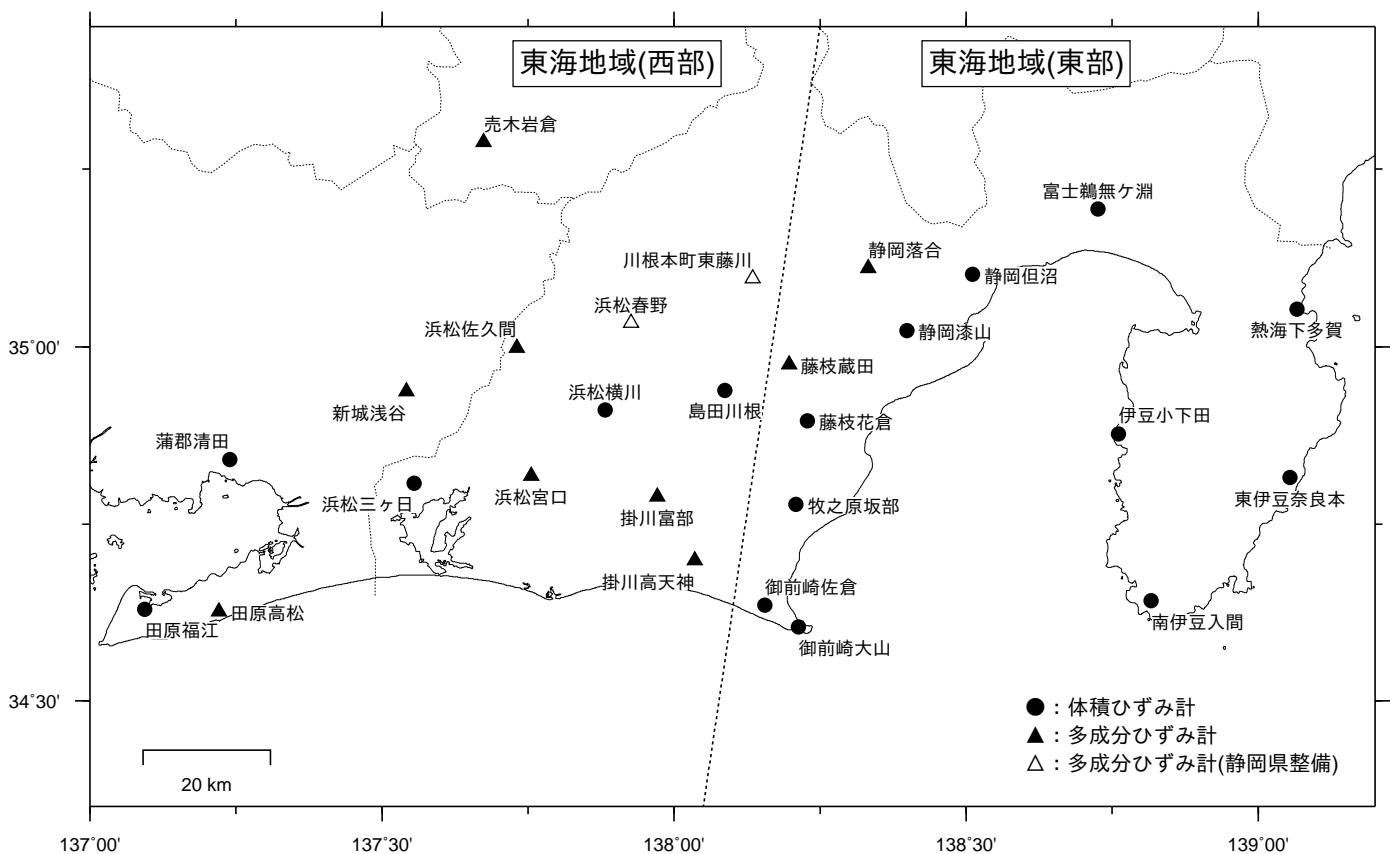 東海地域(西部)
東海地域(東部)
売木岩倉
富士鵜無ケ淵
川根本町東藤川
静岡落合
静岡但沼
浜松春野
浜松佐久間
静岡漆山
熱海下多賀
35°00'
藤枝蔵田
浜松横川
島田川根
新城浅谷
藤枝花倉
伊豆小下田
蒲郡清田
浜松三ヶ日
浜松宮口
掛川富部
牧之原坂部
東伊豆奈良本
掛川高天神
御前崎佐倉
田原福江
田原高松
御前崎大山
南伊豆入間
34°30'
●：体積ひずみ計
▲：多成分ひずみ計
△：多成分ひずみ計(静岡県整備)
20 km
137°00'
137°30'
138°00'
138°30'
139°00'